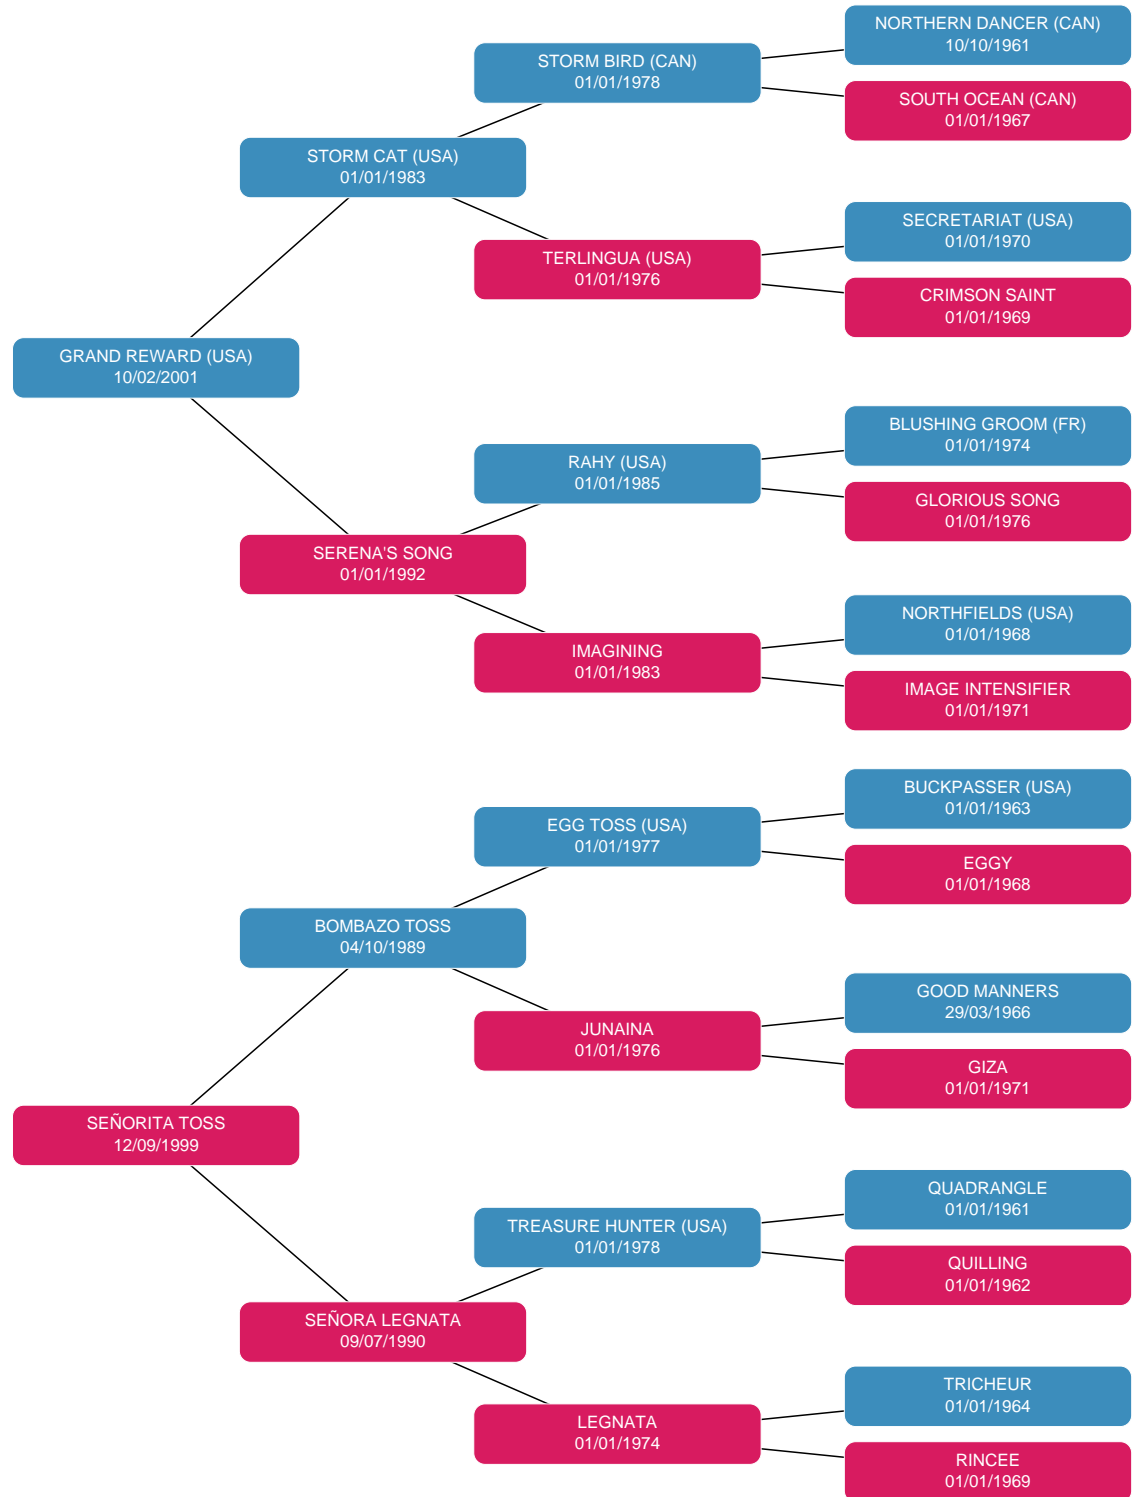 NORTHERN DANCER (CAN)
10/10/1961
STORM BIRD (CAN)
01/01/1978
SOUTH OCEAN (CAN)
01/01/1967
STORM CAT (USA)
01/01/1983
SECRETARIAT (USA)
01/01/1970
TERLINGUA (USA)
01/01/1976
CRIMSON SAINT
01/01/1969
GRAND REWARD (USA)
10/02/2001
BLUSHING GROOM (FR)
01/01/1974
RAHY (USA)
01/01/1985
GLORIOUS SONG
01/01/1976
SERENA'S SONG
01/01/1992
NORTHFIELDS (USA)
01/01/1968
IMAGINING
01/01/1983
IMAGE INTENSIFIER
01/01/1971
BUCKPASSER (USA)
01/01/1963
EGG TOSS (USA)
01/01/1977
EGGY
01/01/1968
BOMBAZO TOSS
04/10/1989
GOOD MANNERS
29/03/1966
JUNAINA
01/01/1976
GIZA
01/01/1971
SEÑORITA TOSS
12/09/1999
QUADRANGLE
01/01/1961
TREASURE HUNTER (USA)
01/01/1978
QUILLING
01/01/1962
SEÑORA LEGNATA
09/07/1990
TRICHEUR
01/01/1964
LEGNATA
01/01/1974
RINCEE
01/01/1969